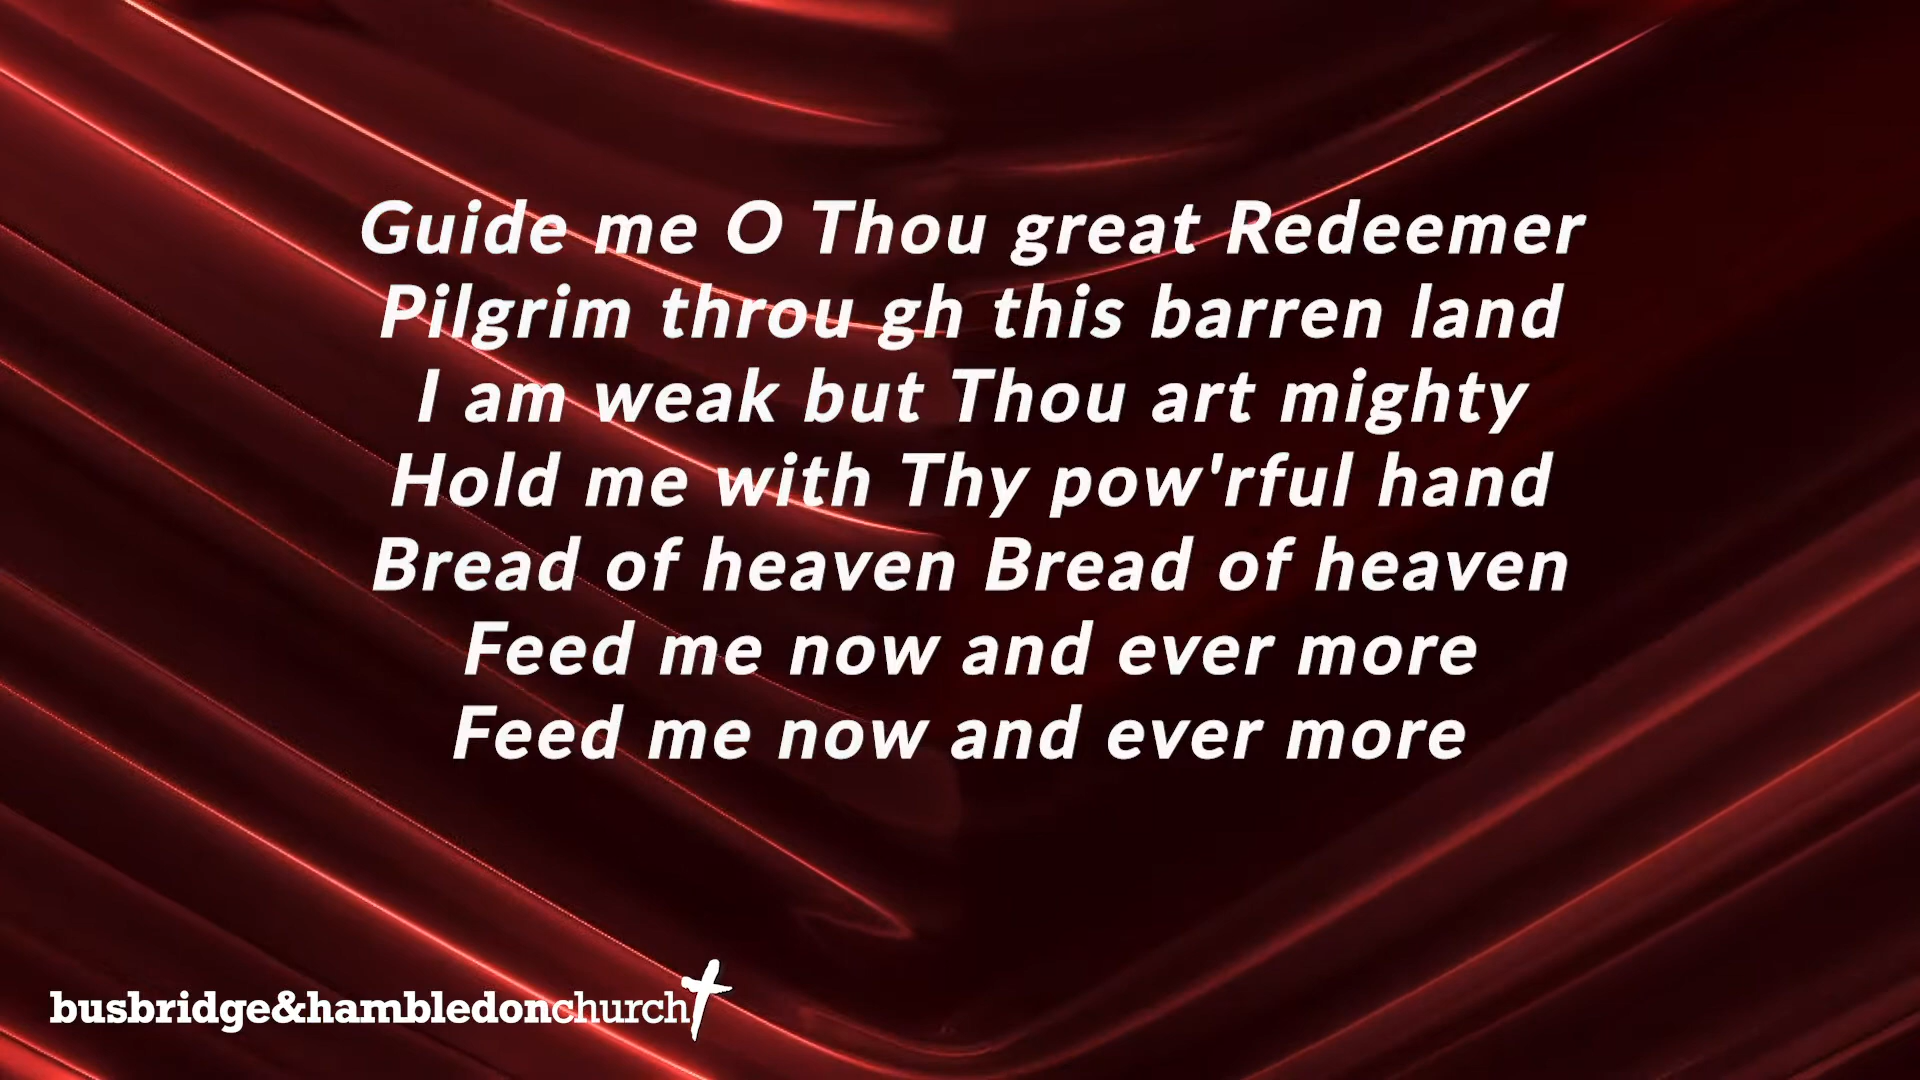 Guide me O Thou great Redeemer
Pilgrim throu gh this barren land
I am weak but Thou art mighty
Hold me with Thy pow'rful hand
Bread of heaven Bread of heaven
Feed me now and ever more
Feed me now and ever more
busbridge&hambledonchurch